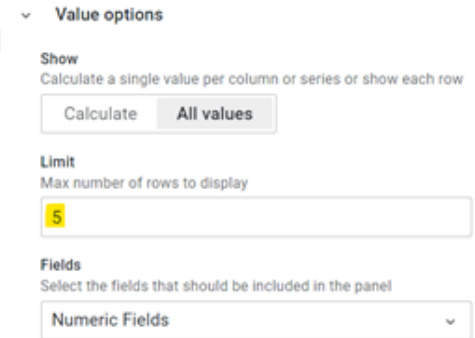 Value options
Show
Calculate a single value per column or series or show each row
Calculate All values
Limit
Max number of rows to display
5
Fields
Select the fields that should be included in the panel
Numeric Fields